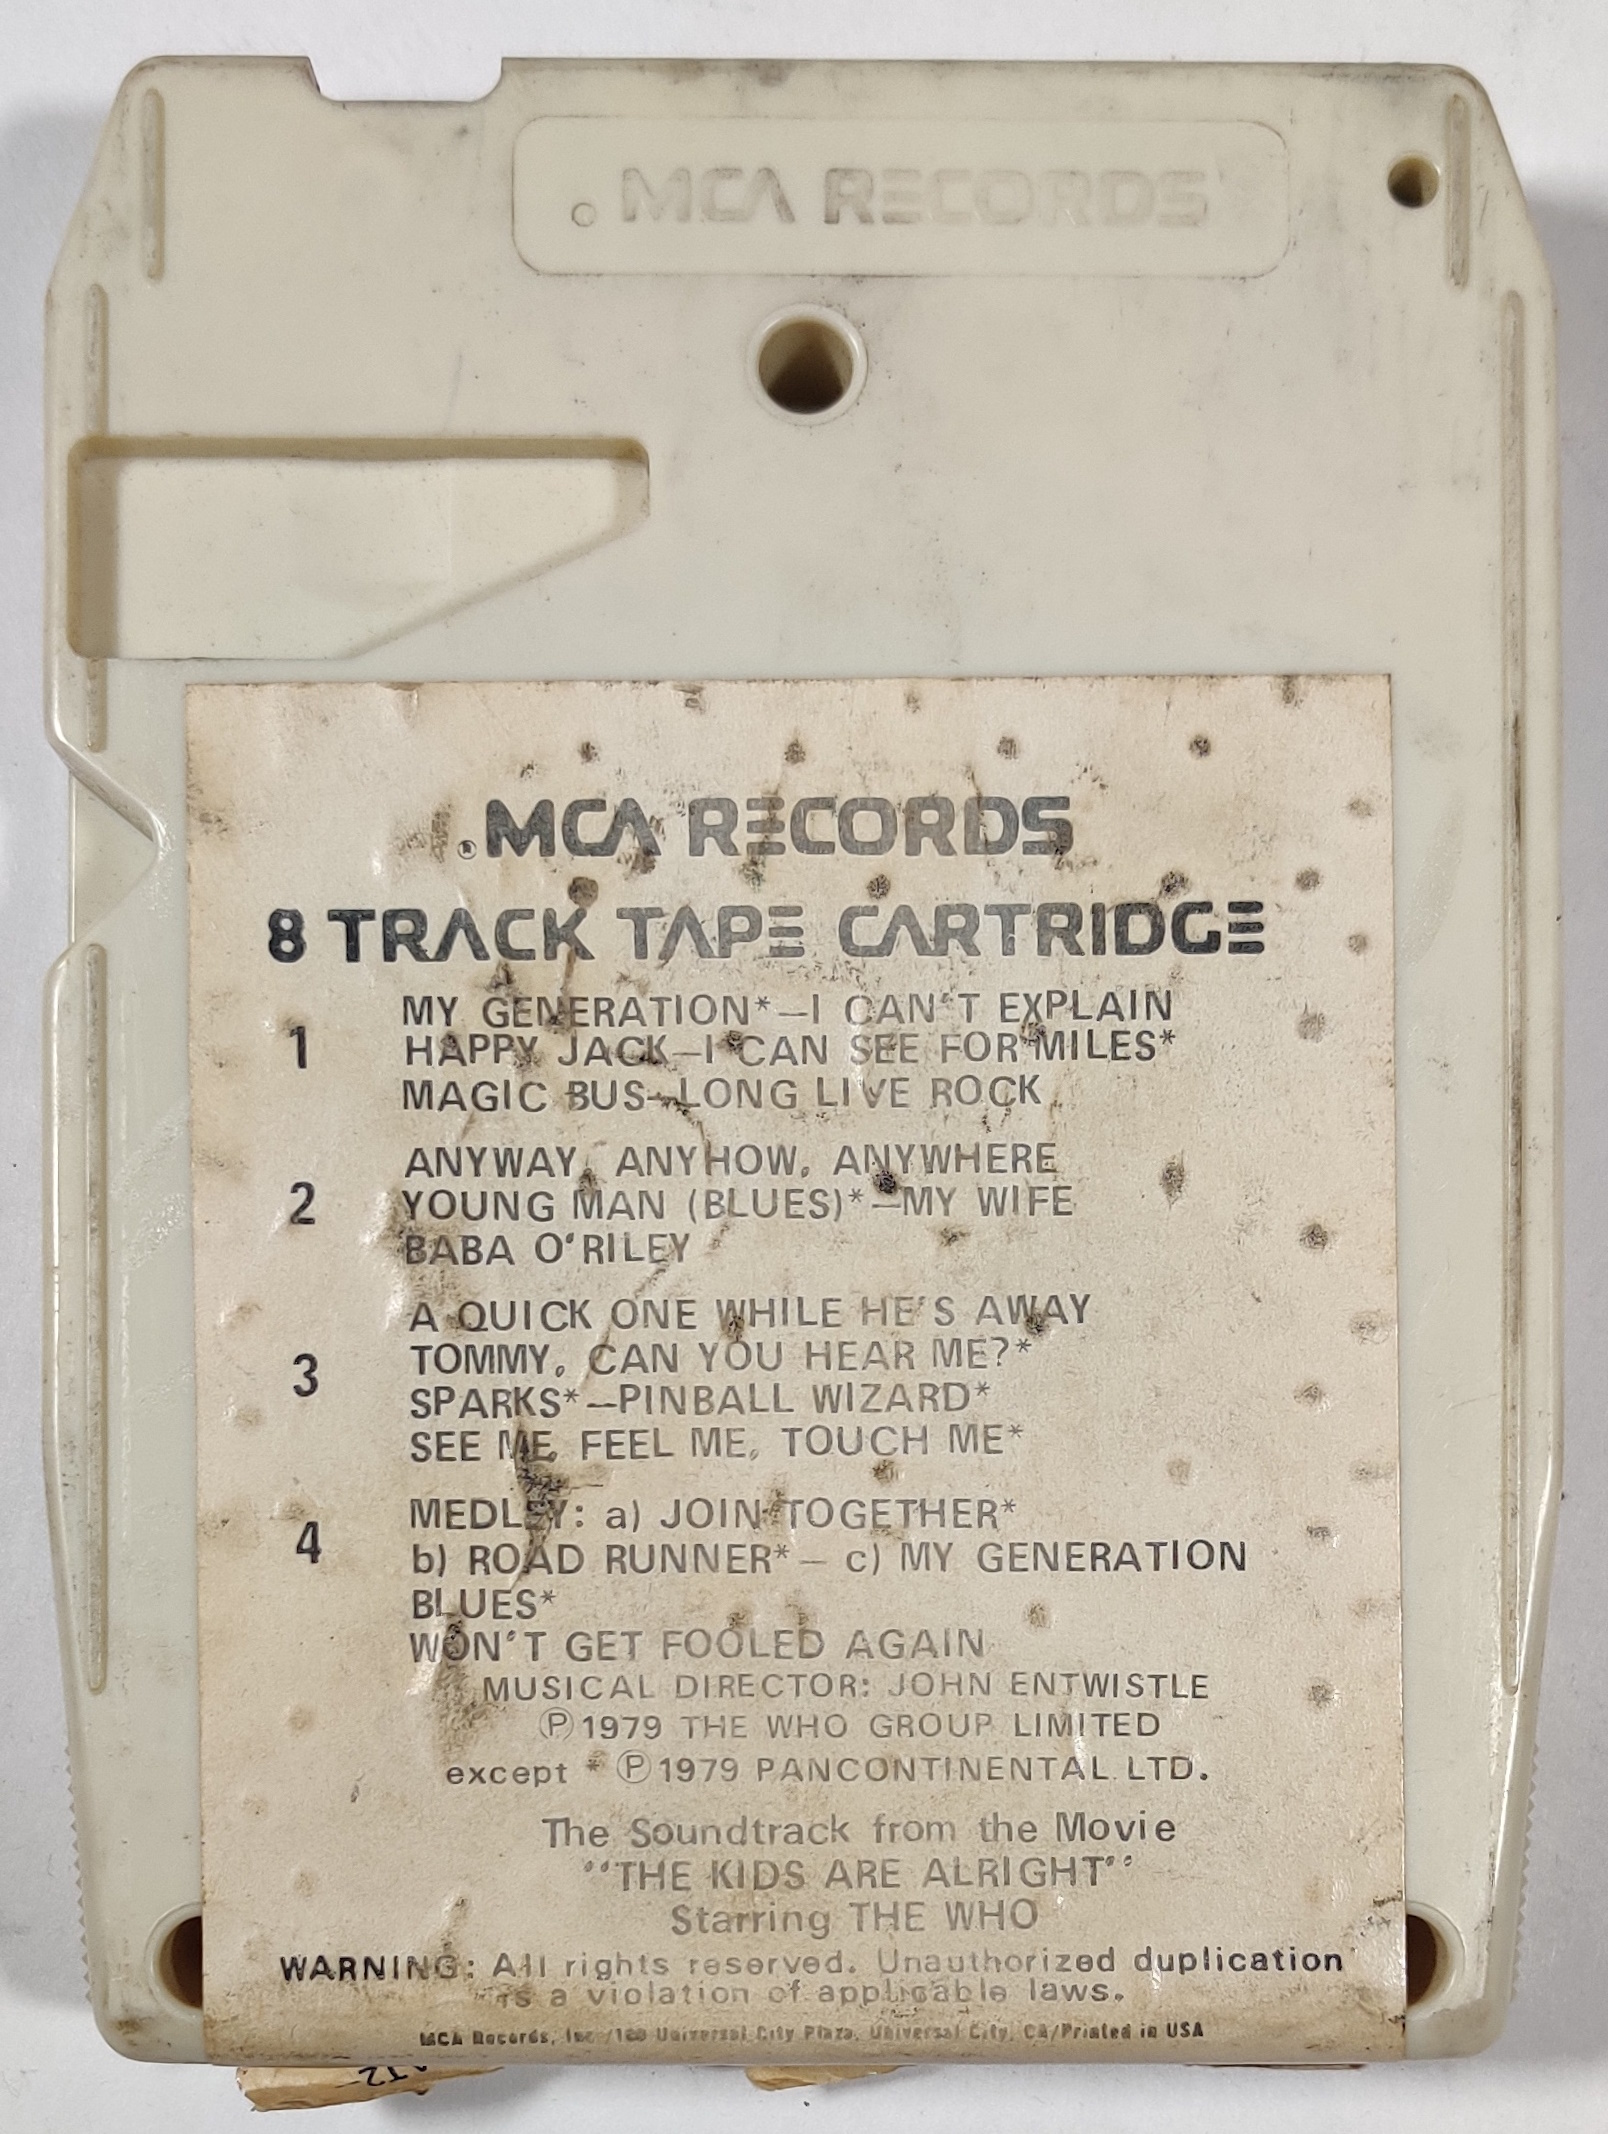 MCA RECORDS
®.MCA RECORDS
8 TRACK TAPE CARTRIDGE
1
MY GENERATION*—I CAN'T EXPLAIN
HAPPY JACK—I CAN SEE FOR MILES*
MAGIC BUS—LONG LIVE ROCK
2
ANYWAY, ANYHOW, ANYWHERE
YOUNG MAN (BLUES)*—MY WIFE
BABA O'RILEY
3
A QUICK ONE WHILE HE'S AWAY
TOMMY, CAN YOU HEAR ME?*
SPARKS*—PINBALL WIZARD*
SEE ME, FEEL ME, TOUCH ME*
4
MEDLEY: a) JOIN TOGETHER*
b) ROAD RUNNER* — c) MY GENERATION
BLUES*
WON'T GET FOOLED AGAIN
MUSICAL DIRECTOR: JOHN ENTWISTLE
℗1979 THE WHO GROUP LIMITED
except * ℗1979 PANCONTINENTAL LTD.
The Soundtrack from the Movie
"THE KIDS ARE ALRIGHT"
Starring THE WHO
WARNING: All rights reserved. Unauthorized duplication
is a violation of applicable laws.
MCA Records, Inc./100 Universal City Plaza, Universal City, CA/Printed in USA